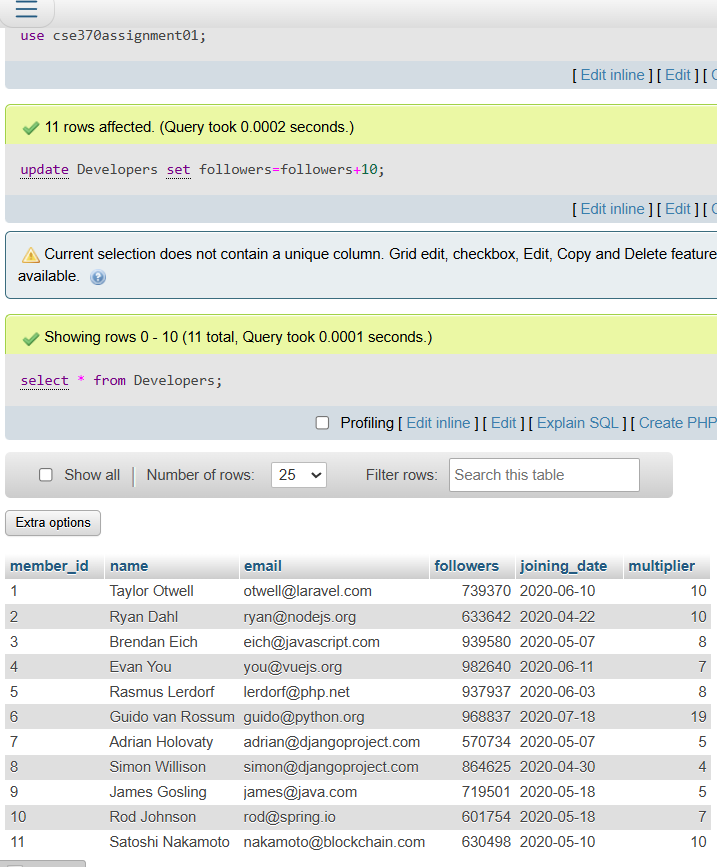 use cse370assignment01;
[ Edit inline ] [ Edit ] [
11 rows affected. (Query took 0.0002 seconds.)
update Developers set followers=followers+10;
[ Edit inline ] [ Edit ] [
Current selection does not contain a unique column. Grid edit, checkbox, Edit, Copy and Delete feature
available.
Showing rows 0 - 10 (11 total, Query took 0.0001 seconds.)
select * from Developers;
Profiling [ Edit inline ] [ Edit ] [ Explain SQL ] [ Create PHP
Show all | Number of rows: 25 Filter rows: Search this table
Extra options
member_id name email followers joining_date multiplier
1 Taylor Otwell otwell@laravel.com 739370 2020-06-10 10
2 Ryan Dahl ryan@nodejs.org 633642 2020-04-22 10
3 Brendan Eich eich@javascript.com 939580 2020-05-07 8
4 Evan You you@vuejs.org 982640 2020-06-11 7
5 Rasmus Lerdorf lerdorf@php.net 937937 2020-06-03 8
6 Guido van Rossum guido@python.org 968837 2020-07-18 19
7 Adrian Holovaty adrian@djangoproject.com 570734 2020-05-07 5
8 Simon Willison simon@djangoproject.com 864625 2020-04-30 4
9 James Gosling james@java.com 719501 2020-05-18 5
10 Rod Johnson rod@spring.io 601754 2020-05-18 7
11 Satoshi Nakamoto nakamoto@blockchain.com 630498 2020-05-10 10